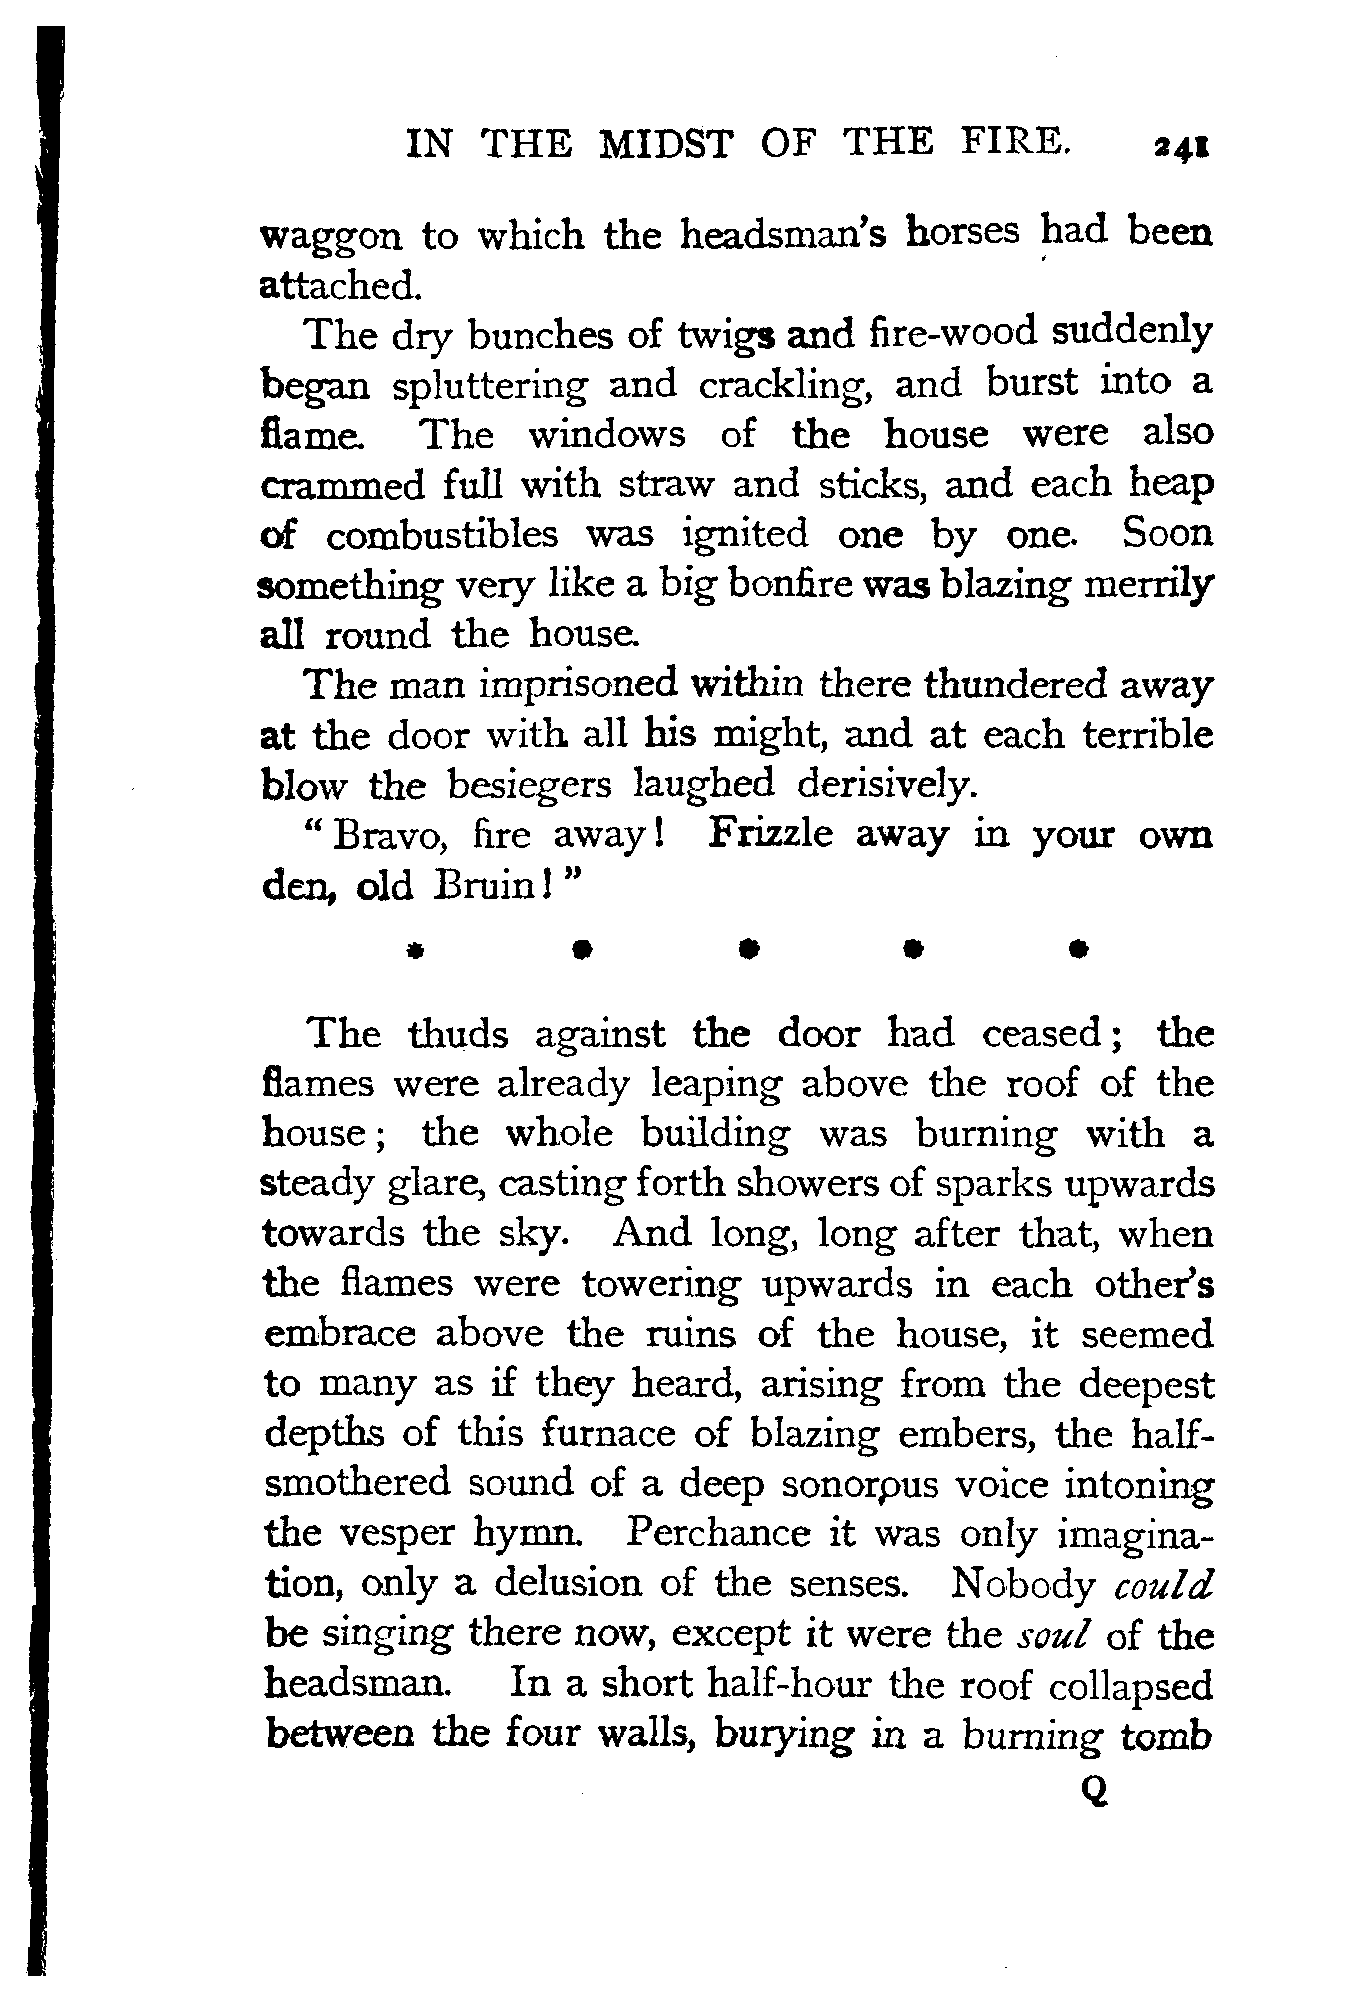 IN THE MIDST OF THE FIRE. 241
waggon to which the headsman's horses had been
attached.
The dry bunches of twigs and fire-wood suddenly
began spluttering and crackling, and burst into a
flame. The windows of the house were also
crammed full with straw and sticks, and each heap
of combustibles was ignited one by one. Soon
something very like a big bonfire was blazing merrily
all round the house.
The man imprisoned within there thundered away
at the door with all his might, and at each terrible
blow the besiegers laughed derisively.
"Bravo, fire away! Frizzle away in your own
den, old Bruin!"
* * * * *
The thuds against the door had ceased; the
flames were already leaping above the roof of the
house; the whole building was burning with a
steady glare, casting forth showers of sparks upwards
towards the sky. And long, long after that, when
the flames were towering upwards in each other's
embrace above the ruins of the house, it seemed
to many as if they heard, arising from the deepest
depths of this furnace of blazing embers, the half-
smothered sound of a deep sonorous voice intoning
the vesper hymn. Perchance it was only imagina-
tion, only a delusion of the senses. Nobody could
be singing there now, except it were the soul of the
headsman. In a short half-hour the roof collapsed
between the four walls, burying in a burning tomb
Q